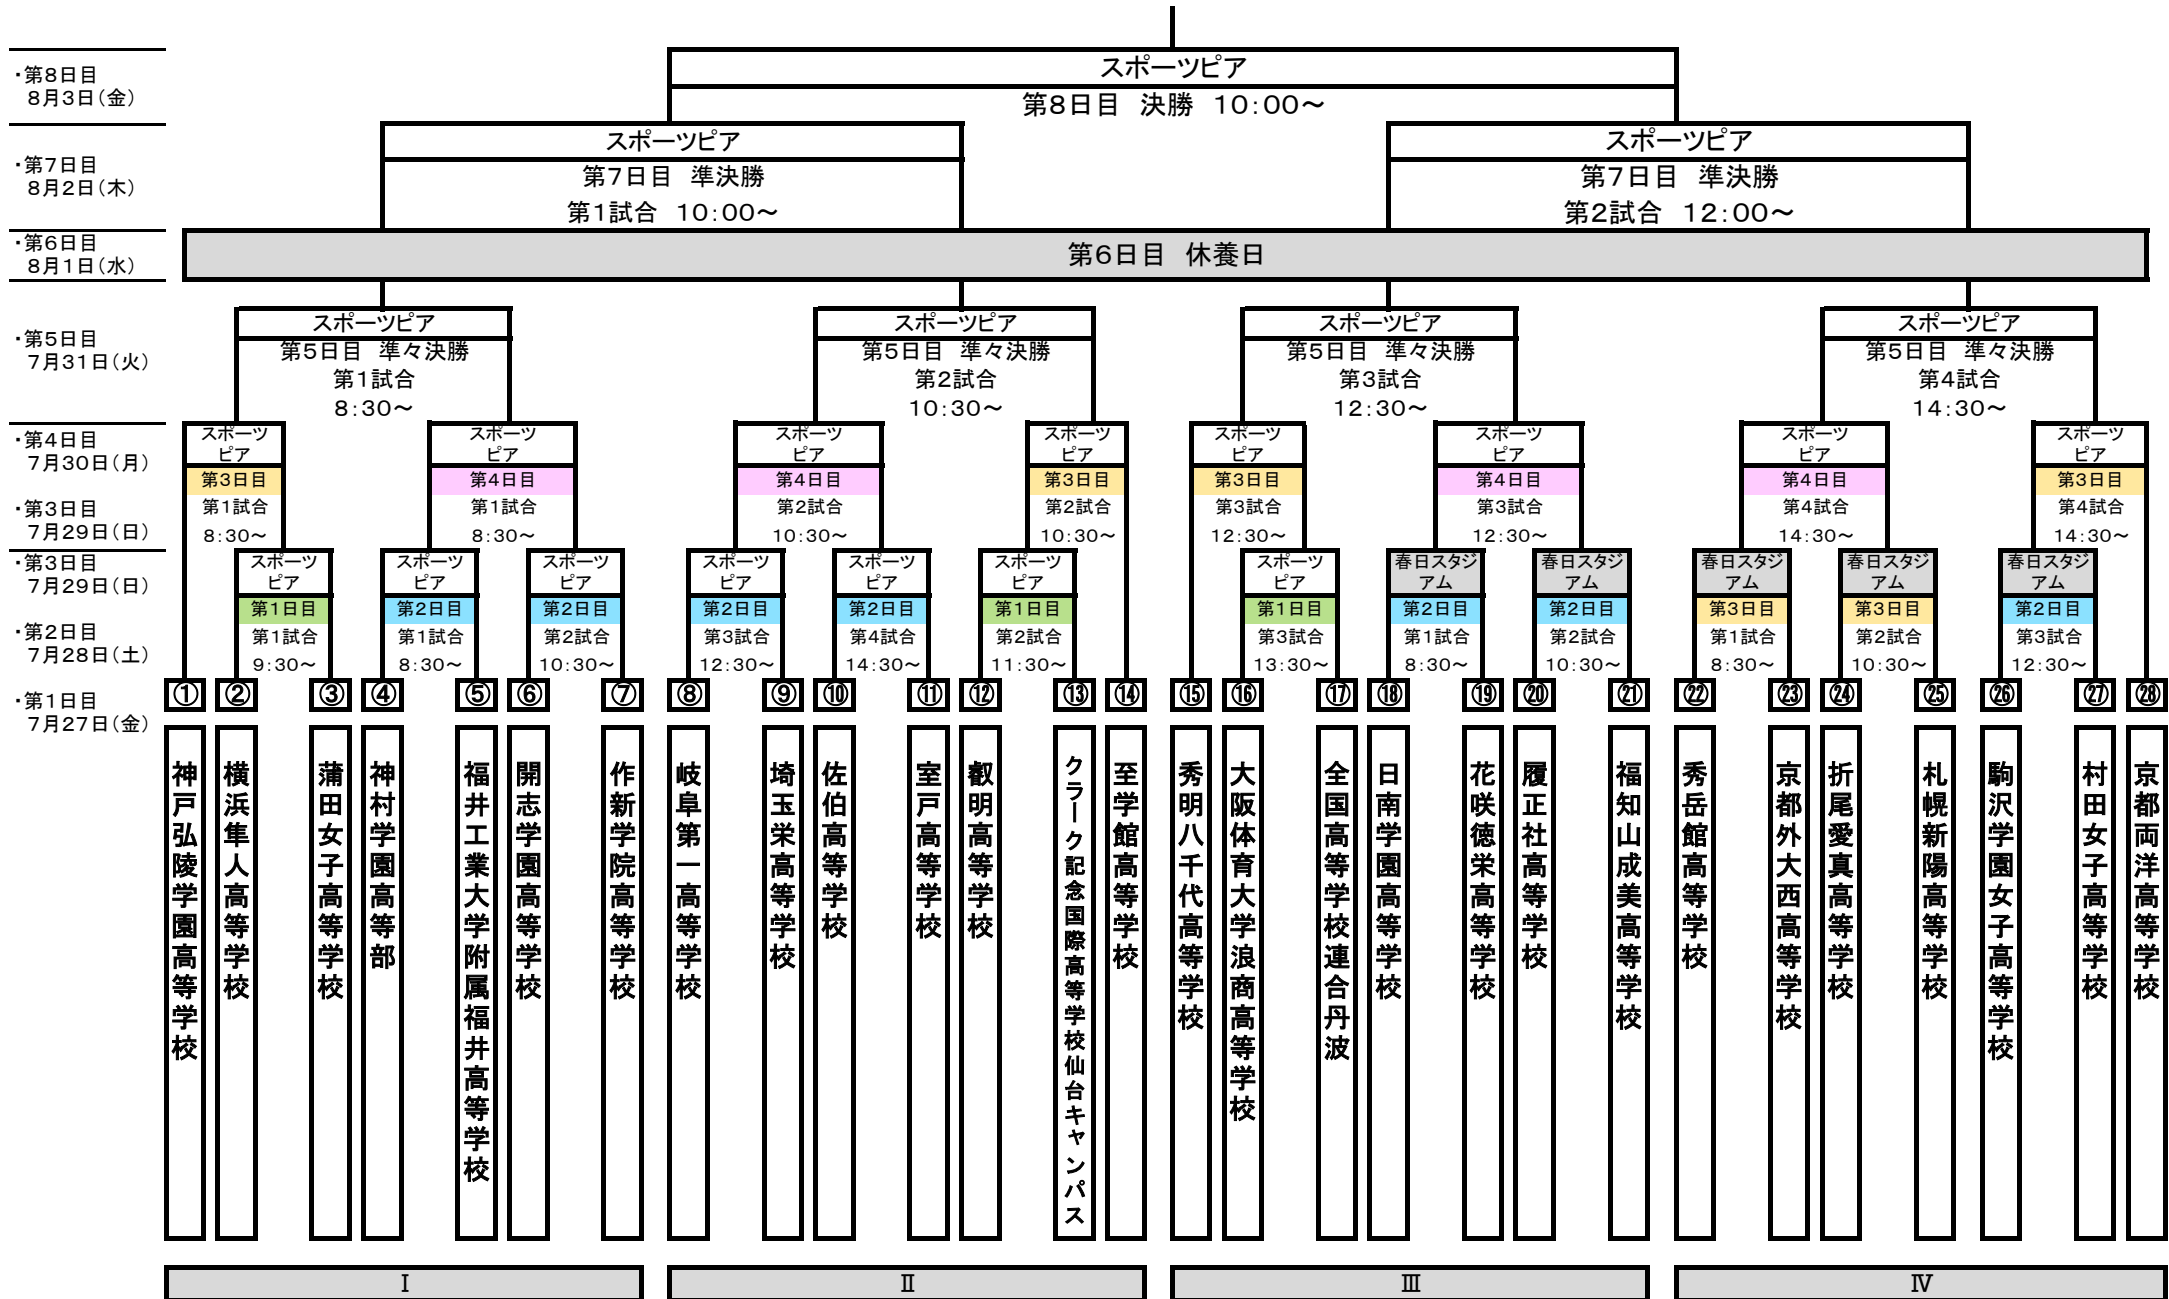 スポーツピア
第8日目 決勝 10:00～
・第8日目
8月3日(金)
スポーツピア
第7日目 準決勝
第1試合 10:00～
スポーツピア
第7日目 準決勝
第2試合 12:00～
・第7日目
8月2日(木)
・第6日目
8月1日(水)
第6日目 休養日
・第5日目
7月31日(火)
スポーツピア
第5日目 準々決勝
第1試合
8:30～
スポーツピア
第5日目 準々決勝
第2試合
10:30～
スポーツピア
第5日目 準々決勝
第3試合
12:30～
スポーツピア
第5日目 準々決勝
第4試合
14:30～
・第4日目
7月30日(月)
・第3日目
7月29日(日)
スポーツ
ピア
第3日目
第1試合
8:30～
スポーツ
ピア
第4日目
第1試合
8:30～
スポーツ
ピア
第4日目
第2試合
10:30～
スポーツ
ピア
第3日目
第2試合
10:30～
スポーツ
ピア
第3日目
第3試合
12:30～
スポーツ
ピア
第4日目
第3試合
12:30～
スポーツ
ピア
第4日目
第4試合
14:30～
スポーツ
ピア
第3日目
第4試合
14:30～
・第3日目
7月29日(日)
・第2日目
7月28日(土)
・第1日目
7月27日(金)
スポーツ
ピア
第1日目
第1試合
9:30～
スポーツ
ピア
第2日目
第1試合
8:30～
スポーツ
ピア
第2日目
第2試合
10:30～
スポーツ
ピア
第2日目
第3試合
12:30～
スポーツ
ピア
第2日目
第4試合
14:30～
スポーツ
ピア
第1日目
第2試合
11:30～
スポーツ
ピア
第1日目
第3試合
13:30～
春日スタジ
アム
第2日目
第1試合
8:30～
春日スタジ
アム
第2日目
第2試合
10:30～
春日スタジ
アム
第3日目
第1試合
8:30～
春日スタジ
アム
第3日目
第2試合
10:30～
春日スタジ
アム
第2日目
第3試合
12:30～
①
神戸弘陵学園高等学校
②
横浜隼人高等学校
③
蒲田女子高等学校
④
神村学園高等部
⑤
福井工業大学附属福井高等学校
⑥
開志学園高等学校
⑦
作新学院高等学校
⑧
岐阜第一高等学校
⑨
埼玉栄高等学校
⑩
佐伯高等学校
⑪
室戸高等学校
⑫
叡明高等学校
⑬
クラーク記念国際高等学校仙台キャンパス
⑭
至学館高等学校
⑮
秀明八千代高等学校
⑯
大阪体育大学浪商高等学校
⑰
全国高等学校連合丹波
⑱
日南学園高等学校
⑲
花咲徳栄高等学校
⑳
履正社高等学校
㉑
福知山成美高等学校
㉒
秀岳館高等学校
㉓
京都外大西高等学校
㉔
折尾愛真高等学校
㉕
札幌新陽高等学校
㉖
駒沢学園女子高等学校
㉗
村田女子高等学校
㉘
京都両洋高等学校
Ⅰ
Ⅱ
Ⅲ
Ⅳ